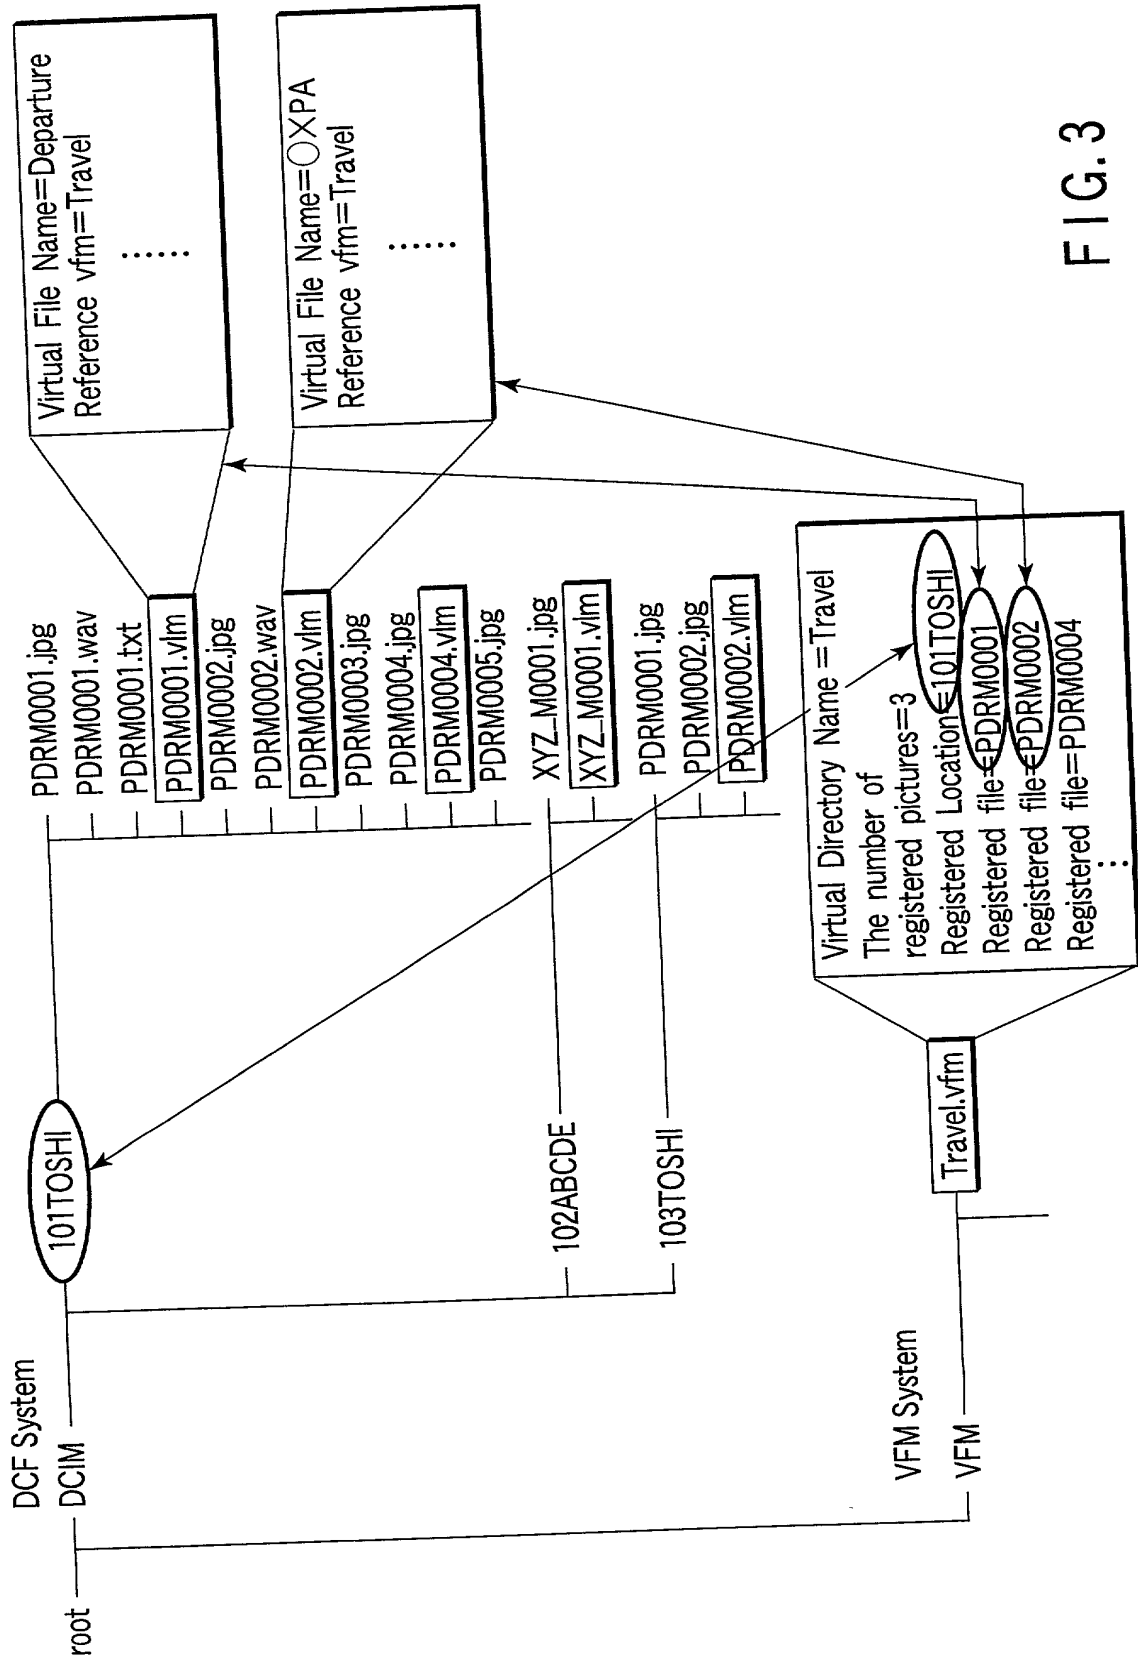 DCF System
root
DCIM
101TOSHI
PDRM0001.jpg
PDRM0001.wav
PDRM0001.txt
PDRM0001.vlm
PDRM0002.jpg
PDRM0002.wav
PDRM0002.vlm
PDRM0003.jpg
PDRM0004.jpg
PDRM0004.vlm
PDRM0005.jpg
102ABCDE
XYZ_M0001.jpg
XYZ_M0001.vlm
103TOSHI
PDRM0001.jpg
PDRM0002.jpg
PDRM0002.vlm
Virtual File Name=Departure
Reference vfm=Travel
......
Virtual File Name=○XPA
Reference vfm=Travel
......
VFM System
VFM
Travel.vfm
Virtual Directory Name=Travel
The number of
registered pictures=3
Registered Location=101TOSHI
Registered file=PDRM0001
Registered file=PDRM0002
Registered file=PDRM0004
...
FIG.3